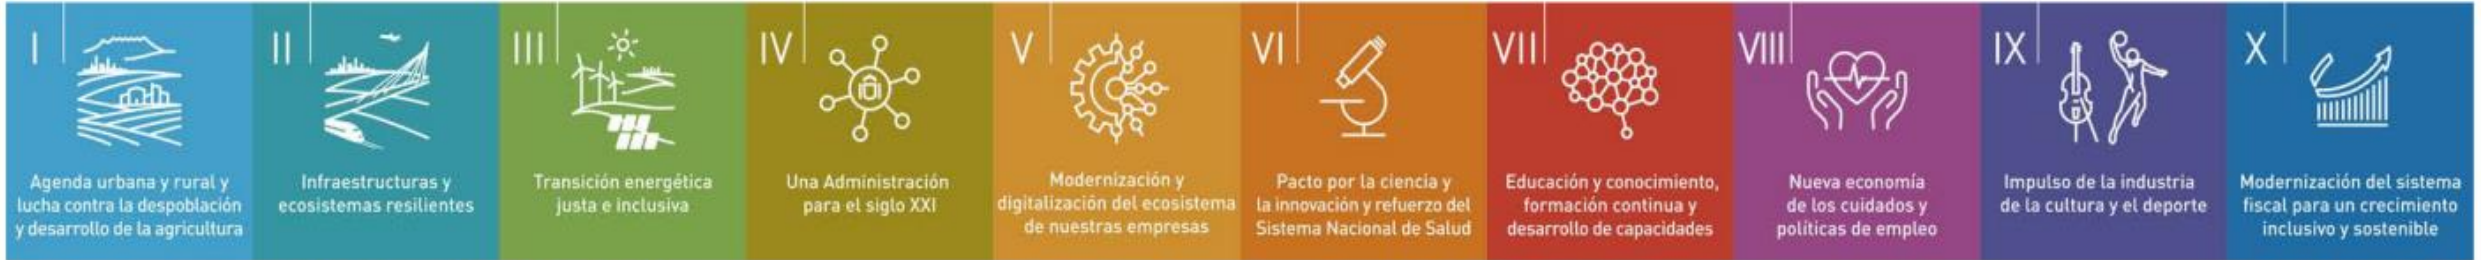 I
Agenda urbana y rural y
lucha contra la despoblación
y desarrollo de la agricultura
II
Infraestructuras y
ecosistemas resilientes
III
Transición energética
justa e inclusiva
IV
Una Administración
para el siglo XXI
V
Modernización y
digitalización del ecosistema
de nuestras empresas
VI
Pacto por la ciencia y
la innovación y refuerzo del
Sistema Nacional de Salud
VII
Educación y conocimiento,
formación continua y
desarrollo de capacidades
VIII
Nueva economía
de los cuidados y
políticas de empleo
IX
Impulso de la industria
de la cultura y el deporte
X
Modernización del sistema
fiscal para un crecimiento
inclusivo y sostenible